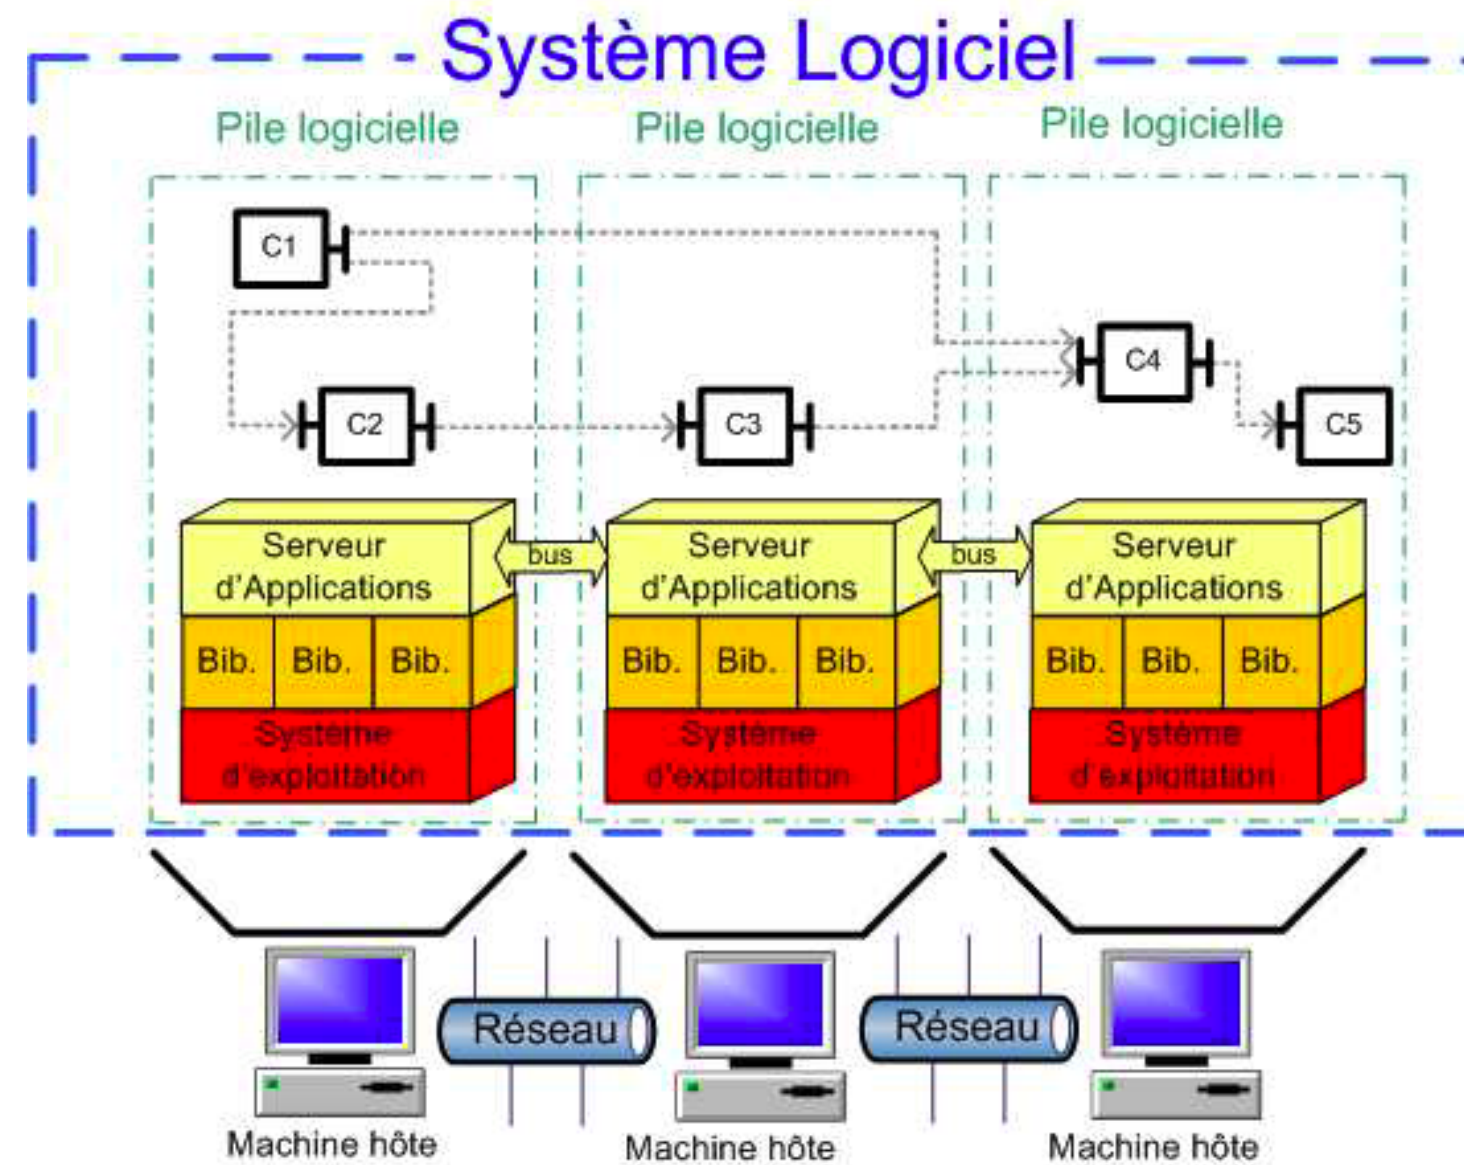 Système Logiciel
Pile logicielle
Pile logicielle
Pile logicielle
C1
C4
C2
C3
C5
Serveur
d'Applications
bus
Serveur
d'Applications
bus
Serveur
d'Applications
Bib. Bib. Bib.
Bib. Bib. Bib.
Bib. Bib. Bib.
Système
d'exploitation
Système
d'exploitation
Système
d'exploitation
Réseau
Réseau
Machine hôte
Machine hôte
Machine hôte